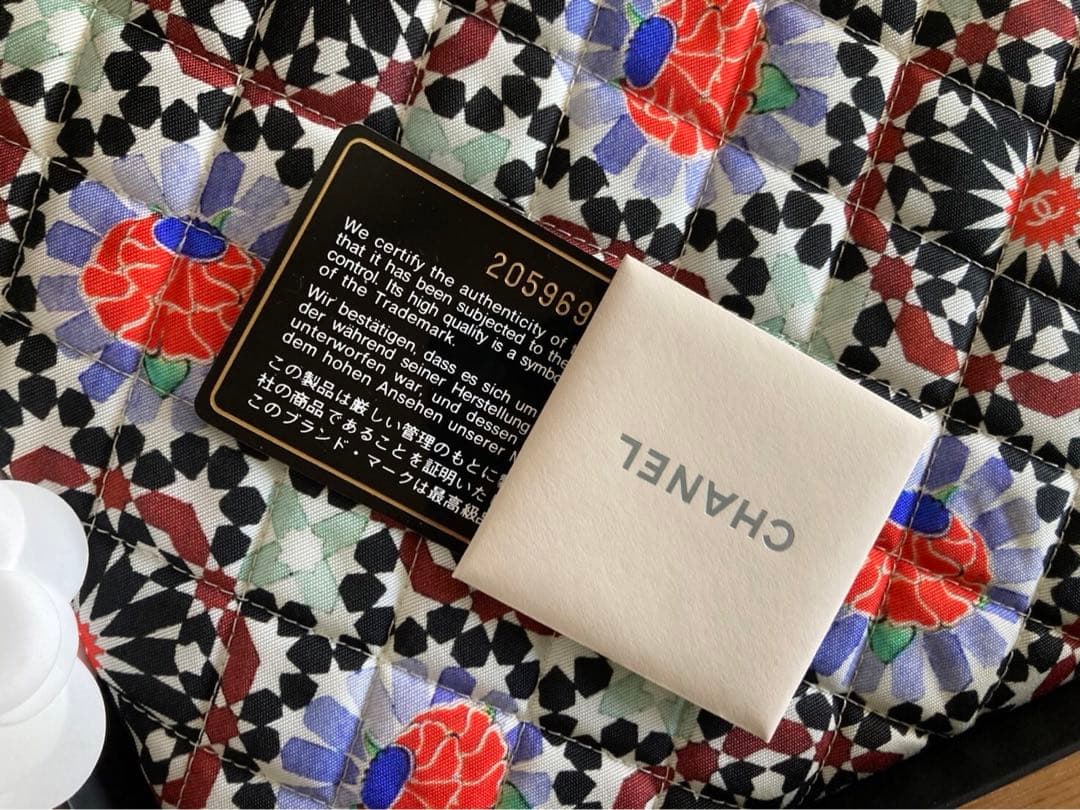 205969
We certify the authenticity of
that it has been subjected to the
control. Its high quality is a
of the Trademark.
Wir bestätigen, dass es sich um
der während seiner Herstellung
unterworfen war, und dessen
dem hohen Ansehen unserer
この製品は厳しい管理のもとに
社の商品であることを証明いた
このブランド・マークは最高級
CHANEL